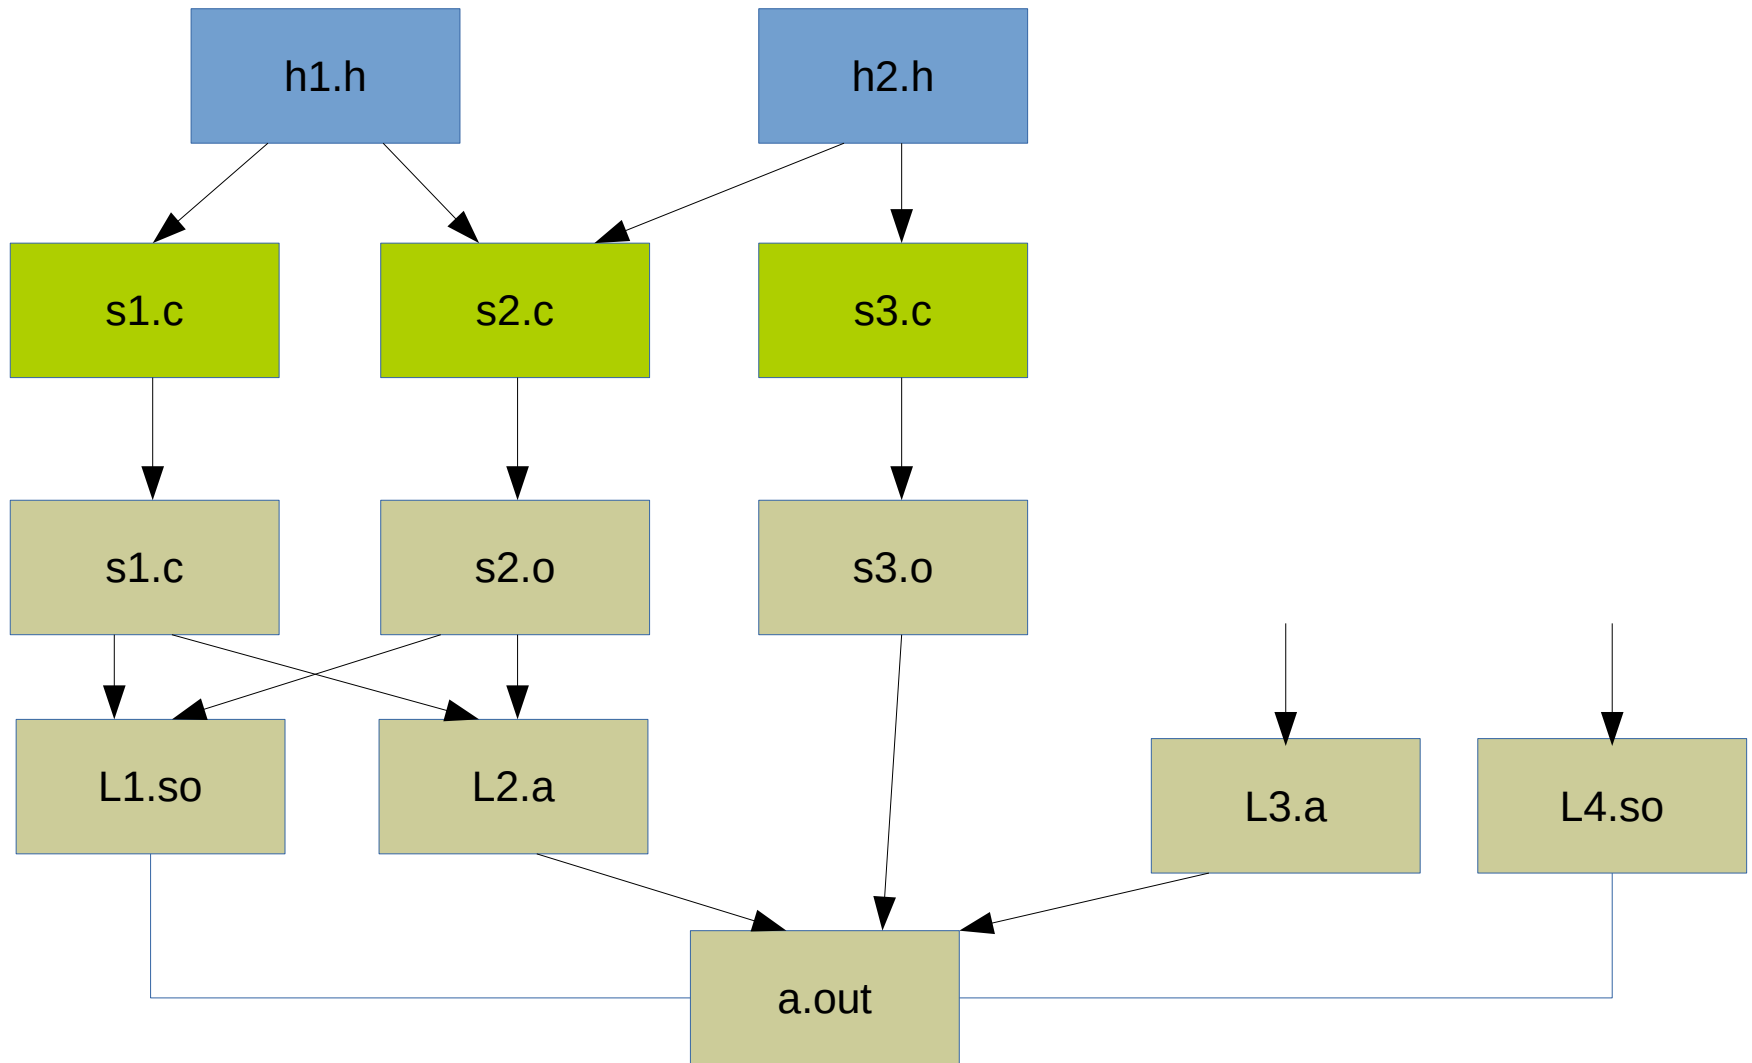 h1.h
h2.h
s1.c
s2.c
s3.c
s1.c
s2.o
s3.o
L1.so
L2.a
L3.a
L4.so
a.out